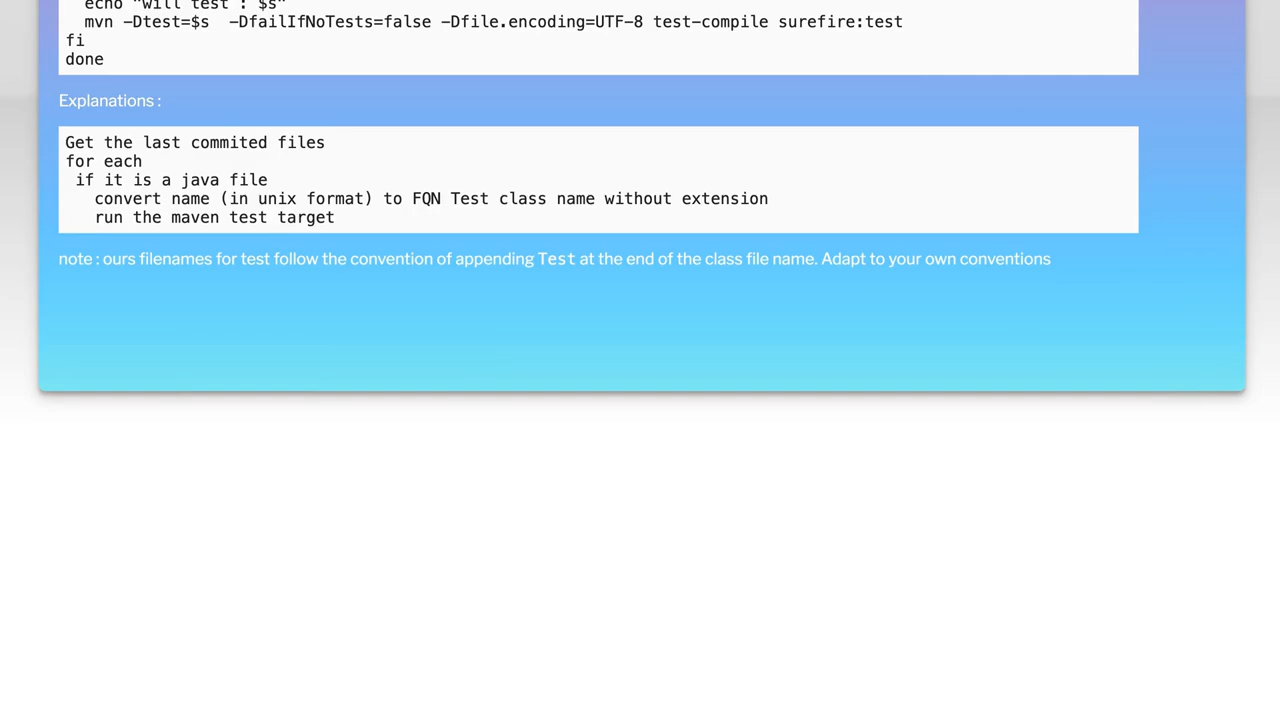 echo "will test : $s"
mvn -Dtest=$s  -DfailIfNoTests=false -Dfile.encoding=UTF-8 test-compile surefire:test
fi
done
Explanations :
Get the last commited files
for each
if it is a java file
convert name (in unix format) to FQN Test class name without extension
run the maven test target
note : ours filenames for test follow the convention of appending Test at the end of the class file name. Adapt to your own conventions